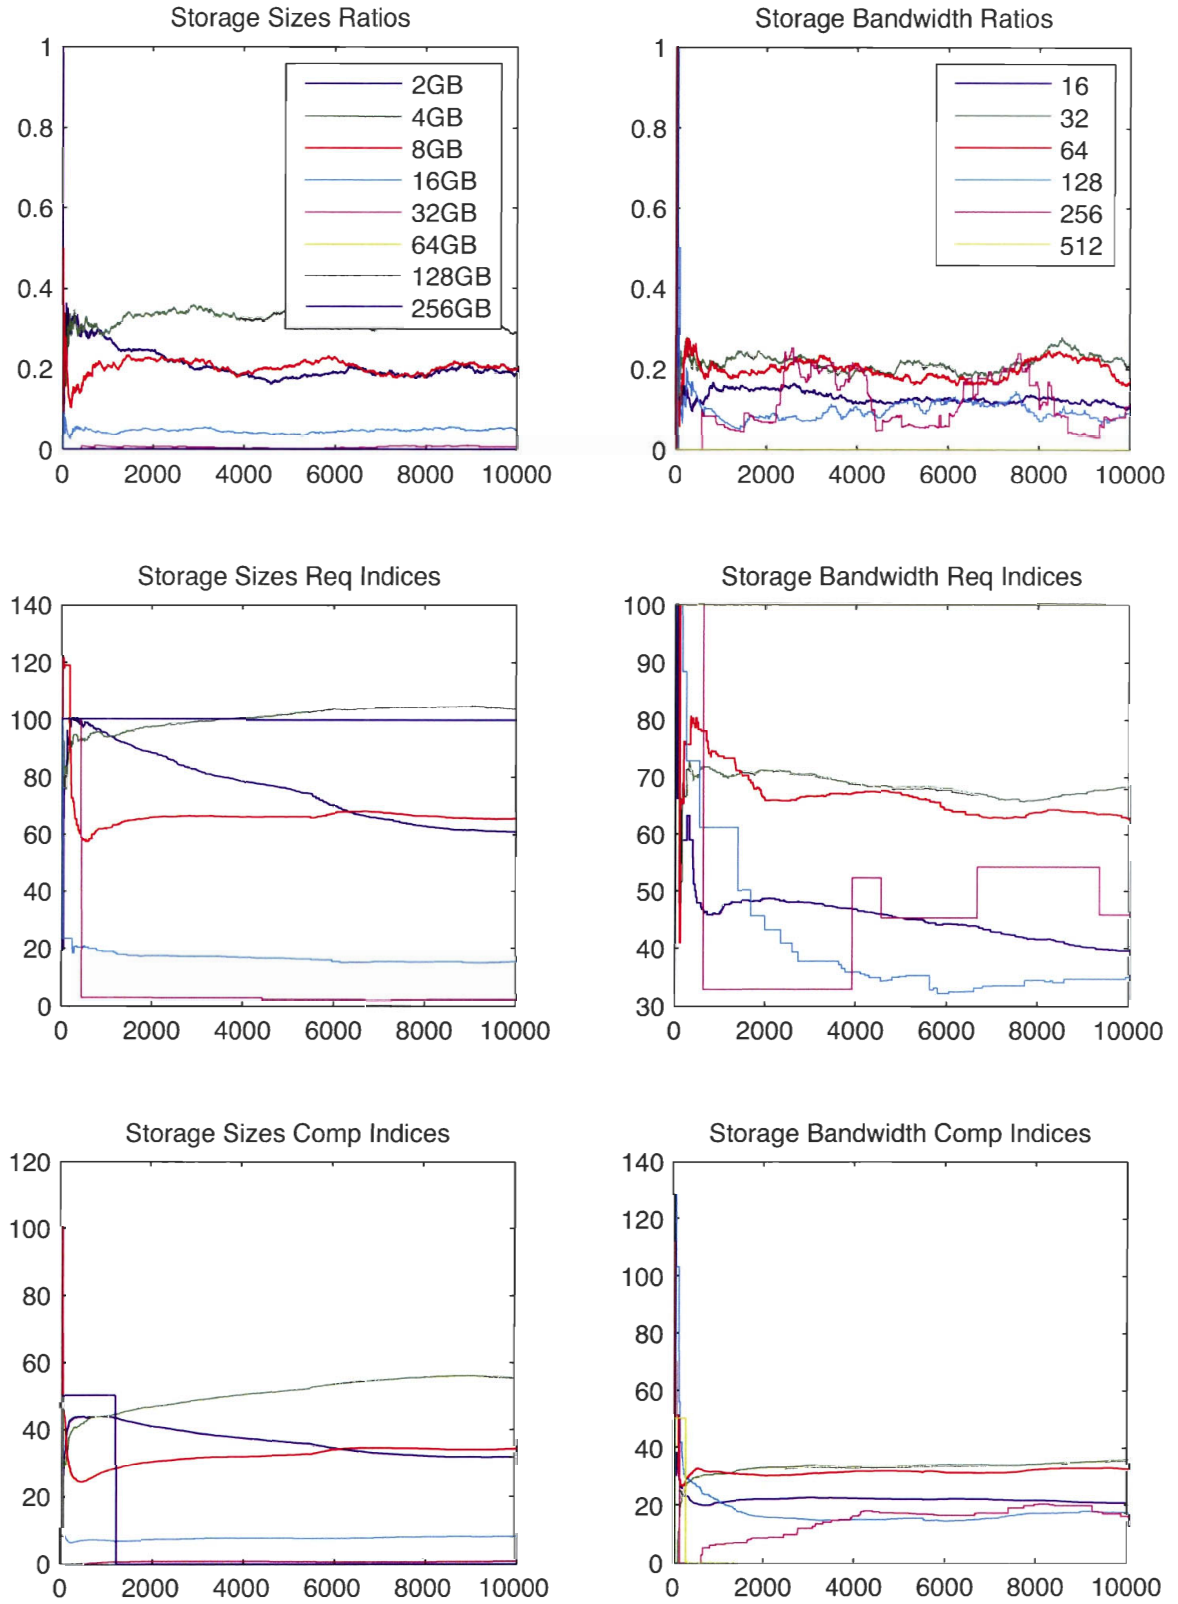 Storage Sizes Ratios
1
0.8
0.6
0.4
0.2
0
0 2000 4000 6000 8000 10000
2GB
4GB
8GB
16GB
32GB
64GB
128GB
256GB
Storage Bandwidth Ratios
1
0.8
0.6
0.4
0.2
0
0 2000 4000 6000 8000 10000
16
32
64
128
256
512
Storage Sizes Req Indices
140
120
100
80
60
40
20
0
0 2000 4000 6000 8000 10000
Storage Bandwidth Req Indices
100
90
80
70
60
50
40
30
0 2000 4000 6000 8000 10000
Storage Sizes Comp Indices
120
100
80
60
40
20
0
0 2000 4000 6000 8000 10000
Storage Bandwidth Comp Indices
140
120
100
80
60
40
20
0
0 2000 4000 6000 8000 10000